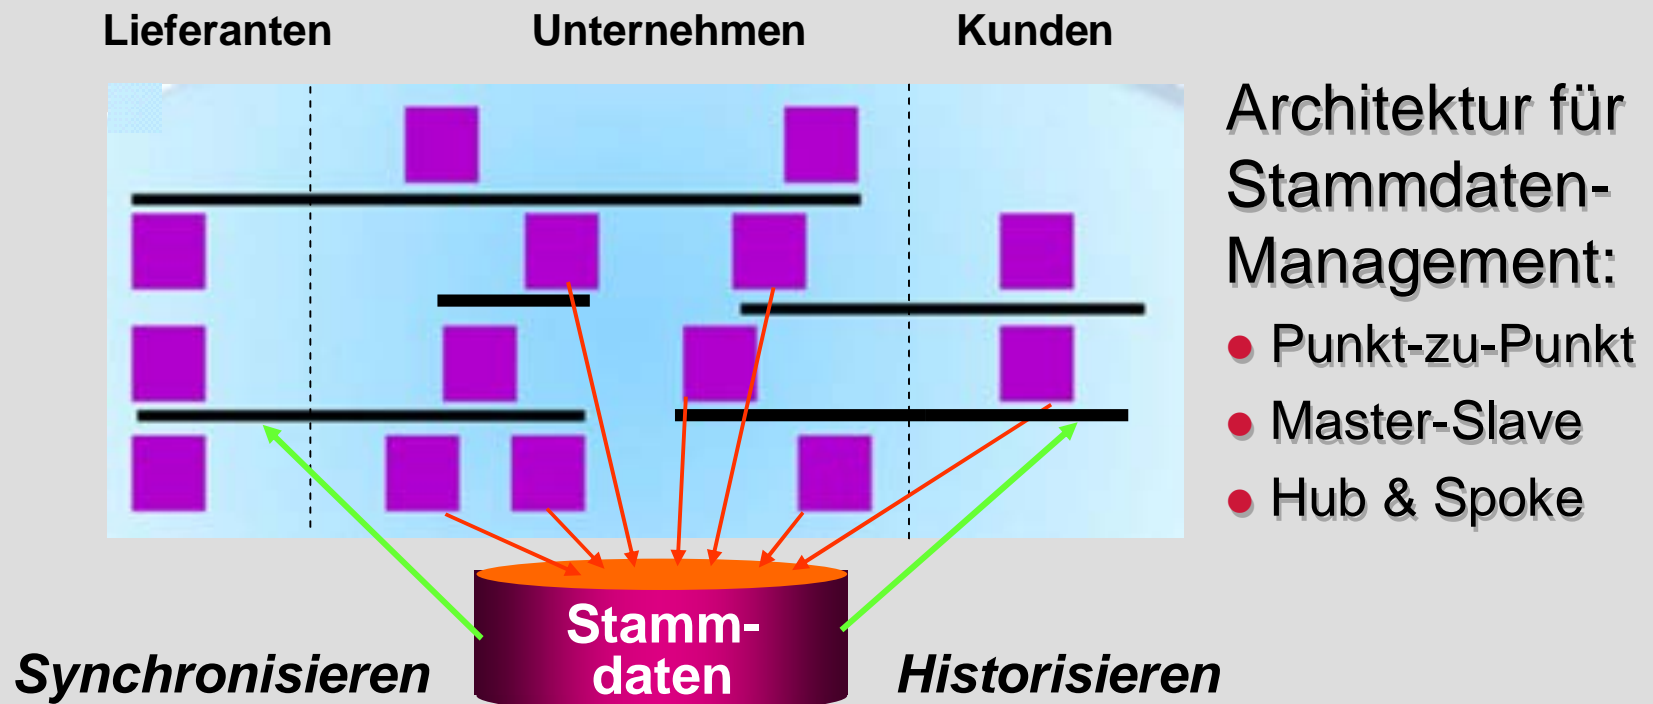 Lieferanten Unternehmen Kunden
Architektur für
Stammdaten-
Management:
Punkt-zu-Punkt
Master-Slave
Hub & Spoke
Stamm-
daten
Synchronisieren
Historisieren